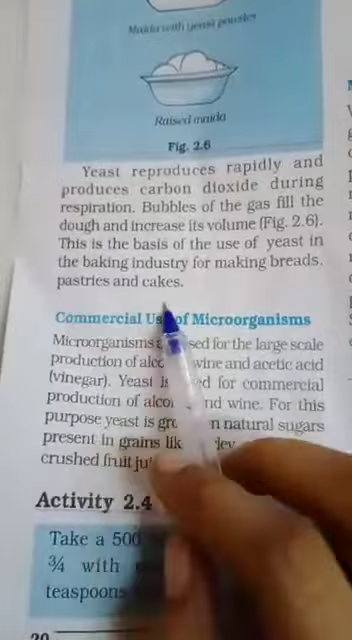 Maida with yeast powder
Raised maida
Fig. 2.6
Yeast reproduces rapidly and
produces carbon dioxide during
respiration. Bubbles of the gas fill the
dough and increase its volume (Fig. 2.6).
This is the basis of the use of yeast in
the baking industry for making breads,
pastries and cakes.
Commercial Us of Microorganisms
Microorganisms sed for the large scale
production of alco wine and acetic acid
(vinegar). Yeast is ed for commercial
production of alco nd wine. For this
purpose yeast is gro n natural sugars
present in grains lik
crushed fruit ju
Activity 2.4
Take a 500
¾ with
teaspoons
20